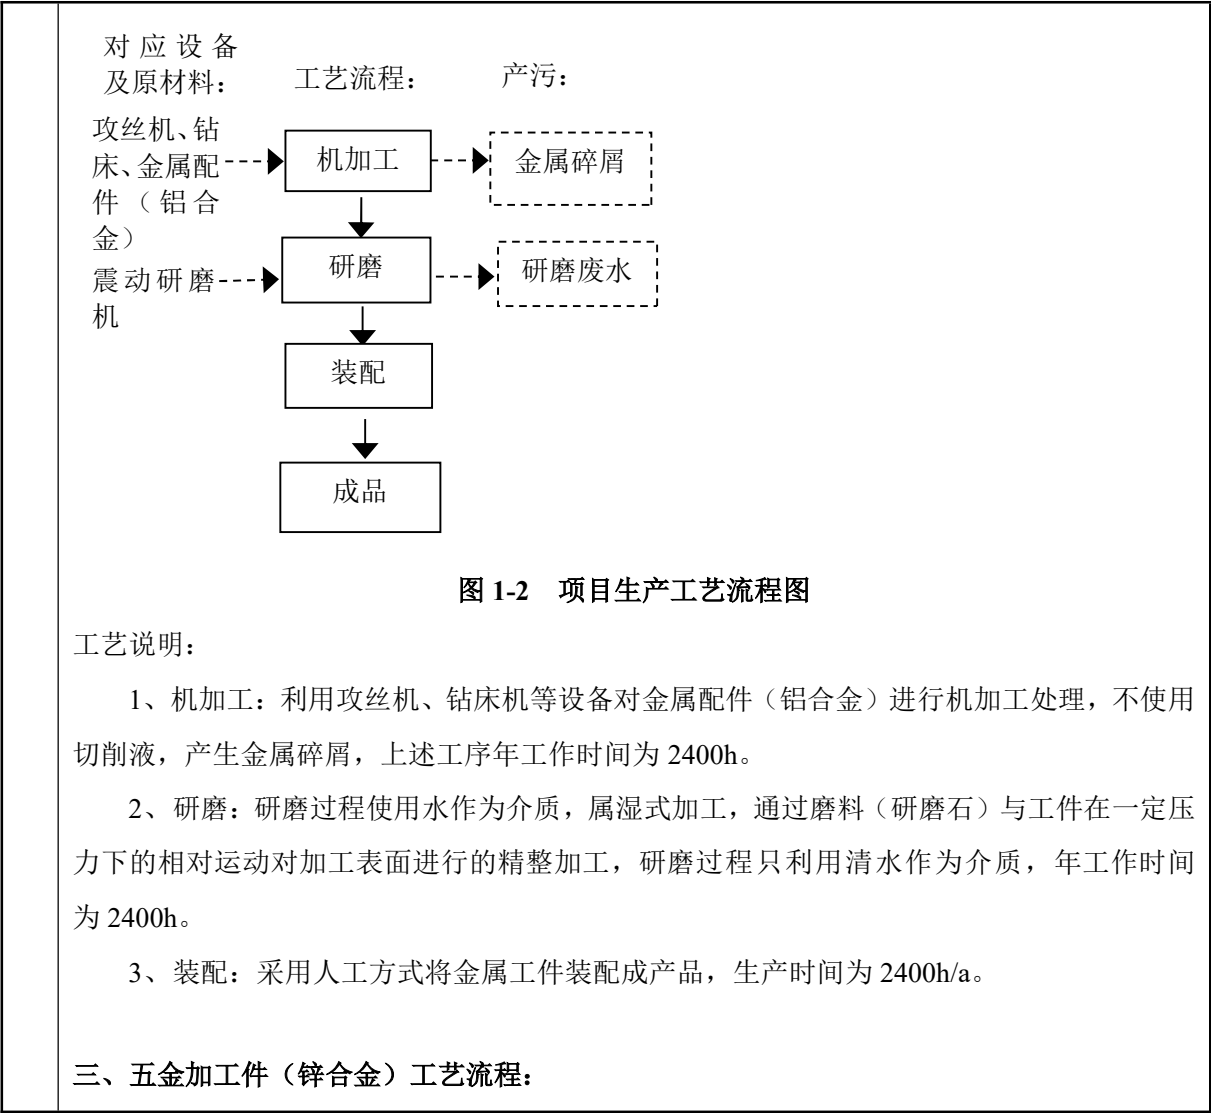 对应设备
及原材料：
工艺流程：
产污：
攻丝机、钻
床、金属配
件（铝合
金）
机加工
金属碎屑
震动研磨
机
研磨
研磨废水
装配
成品
图 1-2 项目生产工艺流程图
工艺说明：
1、机加工：利用攻丝机、钻床机等设备对金属配件（铝合金）进行机加工处理，不使用
切削液，产生金属碎屑，上述工序年工作时间为 2400h。
2、研磨：研磨过程使用水作为介质，属湿式加工，通过磨料（研磨石）与工件在一定压
力下的相对运动对加工表面进行的精整加工，研磨过程只利用清水作为介质，年工作时间
为 2400h。
3、装配：采用人工方式将金属工件装配成产品，生产时间为 2400h/a。
三、五金加工件（锌合金）工艺流程：